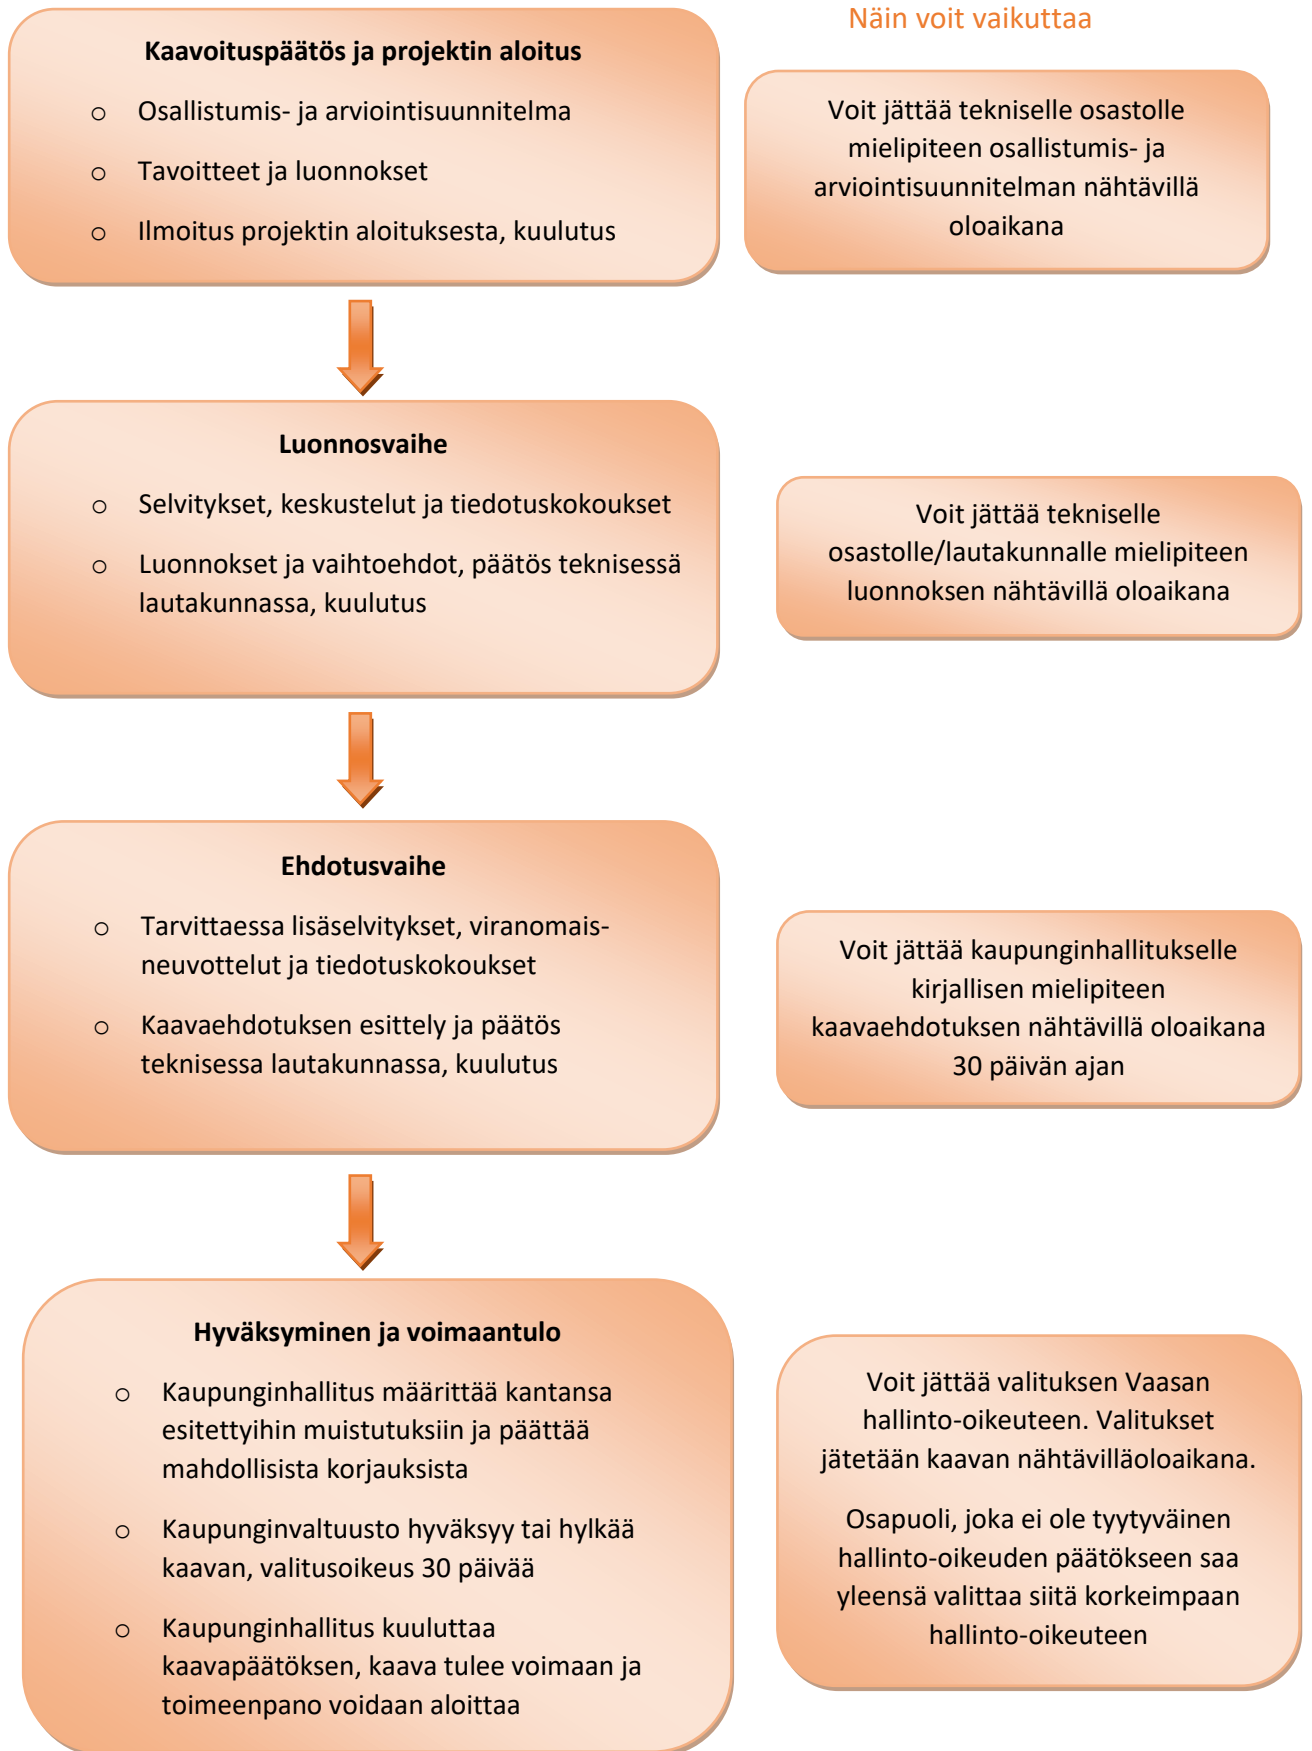 Näin voit vaikuttaa
Kaavoituspäätös ja projektin aloitus
o Osallistumis- ja arviointisuunnitelma
o Tavoitteet ja luonnokset
o Ilmoitus projektin aloituksesta, kuulutus
Voit jättää tekniselle osastolle
mielipiteen osallistumis- ja
arviointisuunnitelman nähtävillä
oloaikana
Luonnosvaihe
o Selvitykset, keskustelut ja tiedotuskokoukset
o Luonnokset ja vaihtoehdot, päätös teknisessä
lautakunnassa, kuulutus
Voit jättää tekniselle
osastolle/lautakunnalle mielipiteen
luonnoksen nähtävillä oloaikana
Ehdotusvaihe
o Tarvittaessa lisäselvitykset, viranomais-
neuvottelut ja tiedotuskokoukset
o Kaavaehdotuksen esittely ja päätös
teknisessa lautakunnassa, kuulutus
Voit jättää kaupunginhallitukselle
kirjallisen mielipiteen
kaavaehdotuksen nähtävillä oloaikana
30 päivän ajan
Hyväksyminen ja voimaantulo
o Kaupunginhallitus määrittää kantansa
esitettyihin muistutuksiin ja päättää
mahdollisista korjauksista
o Kaupunginvaltuusto hyväksyy tai hylkää
kaavan, valitusoikeus 30 päivää
o Kaupunginhallitus kuuluttaa
kaavapäätöksen, kaava tulee voimaan ja
toimeenpano voidaan aloittaa
Voit jättää valituksen Vaasan
hallinto-oikeuteen. Valitukset
jätetään kaavan nähtävilläoloaikana.
Osapuoli, joka ei ole tyytyväinen
hallinto-oikeuden päätökseen saa
yleensä valittaa siitä korkeimpaan
hallinto-oikeuteen